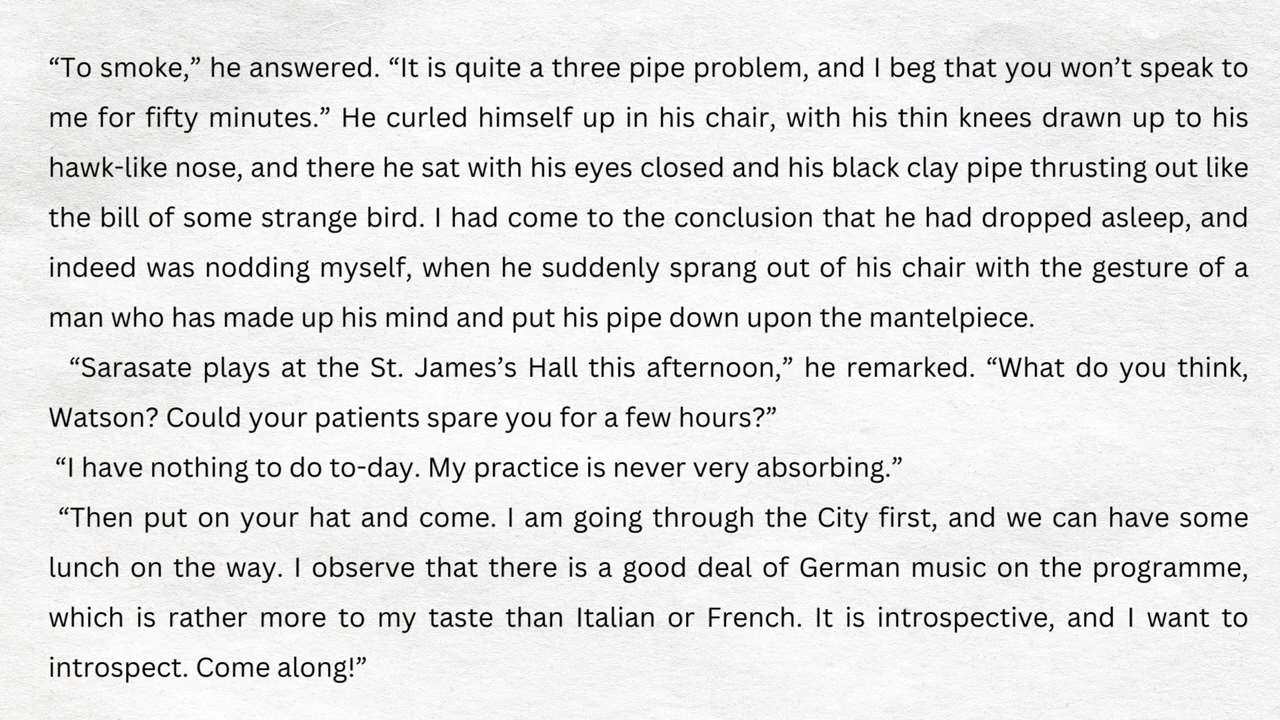 “To smoke,” he answered. “It is quite a three pipe problem, and I beg that you won’t speak to
me for fifty minutes.” He curled himself up in his chair, with his thin knees drawn up to his
hawk-like nose, and there he sat with his eyes closed and his black clay pipe thrusting out like
the bill of some strange bird. I had come to the conclusion that he had dropped asleep, and
indeed was nodding myself, when he suddenly sprang out of his chair with the gesture of a
man who has made up his mind and put his pipe down upon the mantelpiece.
“Sarasate plays at the St. James’s Hall this afternoon,” he remarked. “What do you think,
Watson? Could your patients spare you for a few hours?”
“I have nothing to do to-day. My practice is never very absorbing.”
“Then put on your hat and come. I am going through the City first, and we can have some
lunch on the way. I observe that there is a good deal of German music on the programme,
which is rather more to my taste than Italian or French. It is introspective, and I want to
introspect. Come along!”